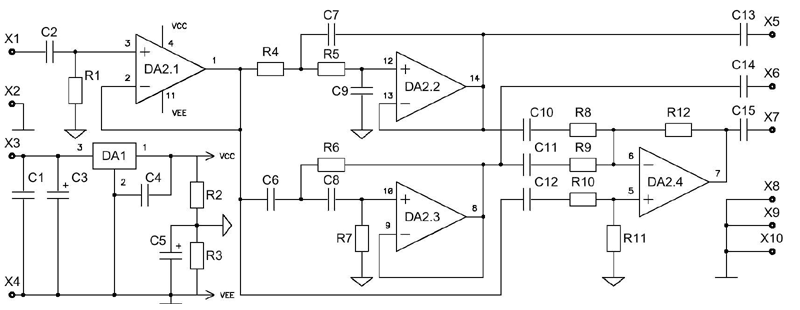 X1
C2
R1
3
2
VCC
4
DA2.1
11
VEE
1
R4
C7
R5
C9
12
13
DA2.2
14
C13
X5
C14
X6
C10
R8
R12
C15
X7
X2
X3
3
DA1
1
2
VCC
C1
C3
+
C4
R2
C5
+
R3
X4
VEE
R6
C6
C8
R7
10
9
DA2.3
8
C11
R9
C12
R10
6
5
DA2.4
7
R11
X8
X9
X10